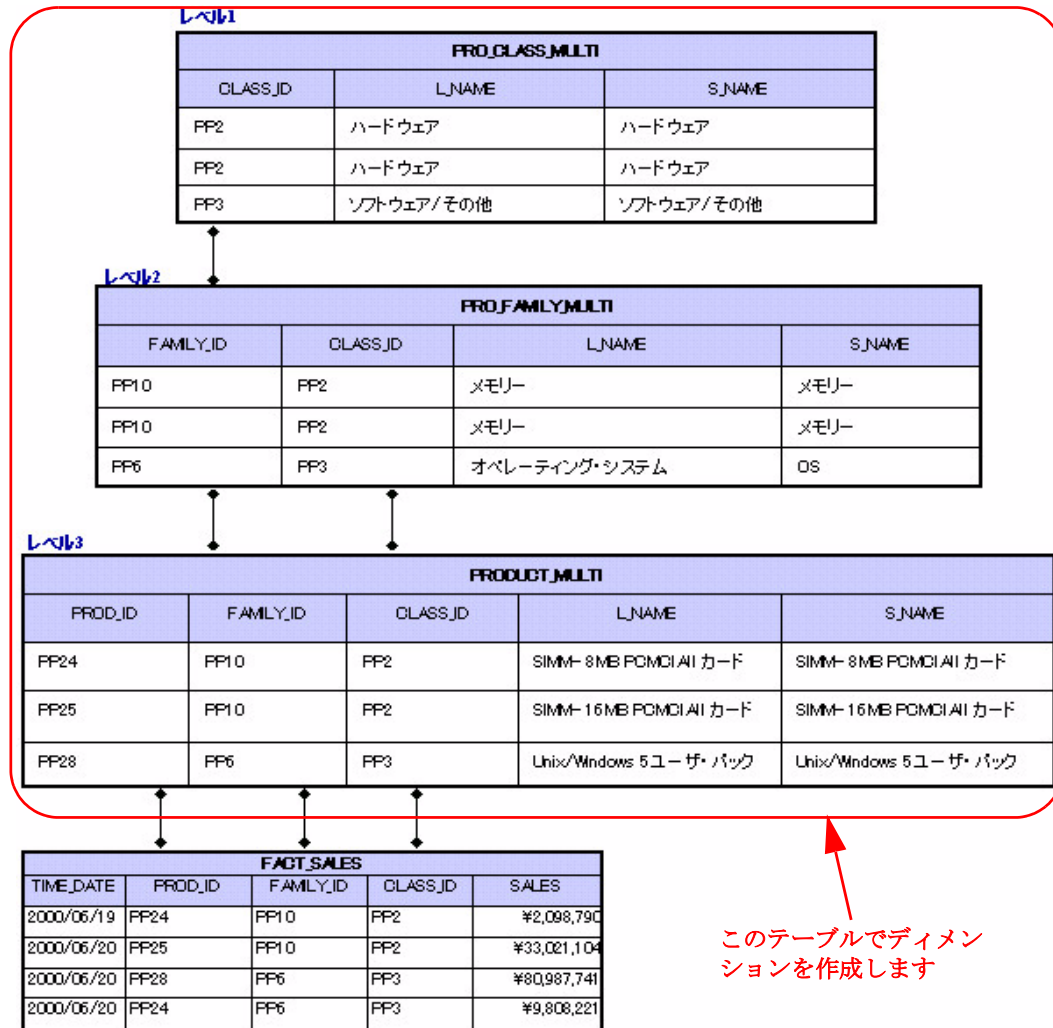 レベル1
PRO_CLASS_MULTI
CLASS_ID L_NAME S_NAME
PP2 ハードウェア ハードウェア
PP2 ハードウェア ハードウェア
PP3 ソフトウェア/その他 ソフトウェア/その他
レベル2
PRO_FAMILY_MULTI
FAMILY_ID CLASS_ID L_NAME S_NAME
PP10 PP2 メモリー メモリー
PP10 PP2 メモリー メモリー
PP6 PP3 オペレーティング・システム OS
レベル3
PRODUCT_MULTI
PROD_ID FAMILY_ID CLASS_ID L_NAME S_NAME
PP24 PP10 PP2 SIMM- 8MB PCMCIAII カード SIMM- 8MB PCMCIAII カード
PP25 PP10 PP2 SIMM- 16MB PCMCIAII カード SIMM- 16MB PCMCIAII カード
PP28 PP6 PP3 Unix/Windows 5ユーザ・パック Unix/Windows 5ユーザ・パック
FACT_SALES
TIME_DATE PROD_ID FAMILY_ID CLASS_ID SALES
2000/06/19 PP24 PP10 PP2 ¥2,098,790
2000/06/20 PP25 PP10 PP2 ¥33,021,104
2000/06/20 PP28 PP6 PP3 ¥80,987,741
2000/06/20 PP24 PP6 PP3 ¥9,808,221
このテーブルでディメン
ションを作成します